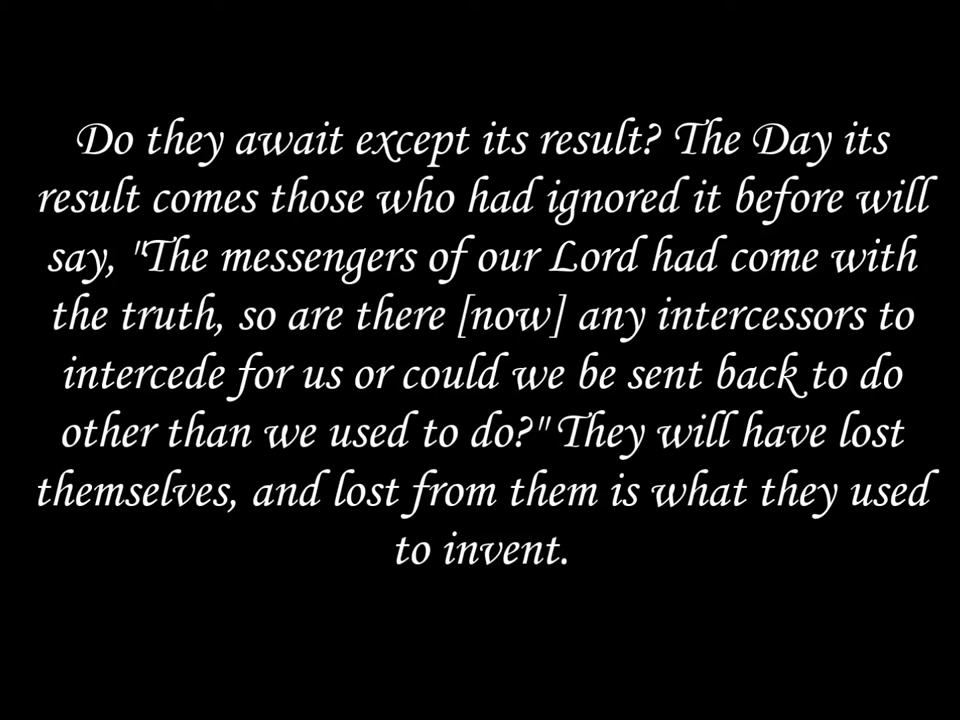 Do they await except its result? The Day its
result comes those who had ignored it before will
say, "The messengers of our Lord had come with
the truth, so are there [now] any intercessors to
intercede for us or could we be sent back to do
other than we used to do?" They will have lost
themselves, and lost from them is what they used
to invent.